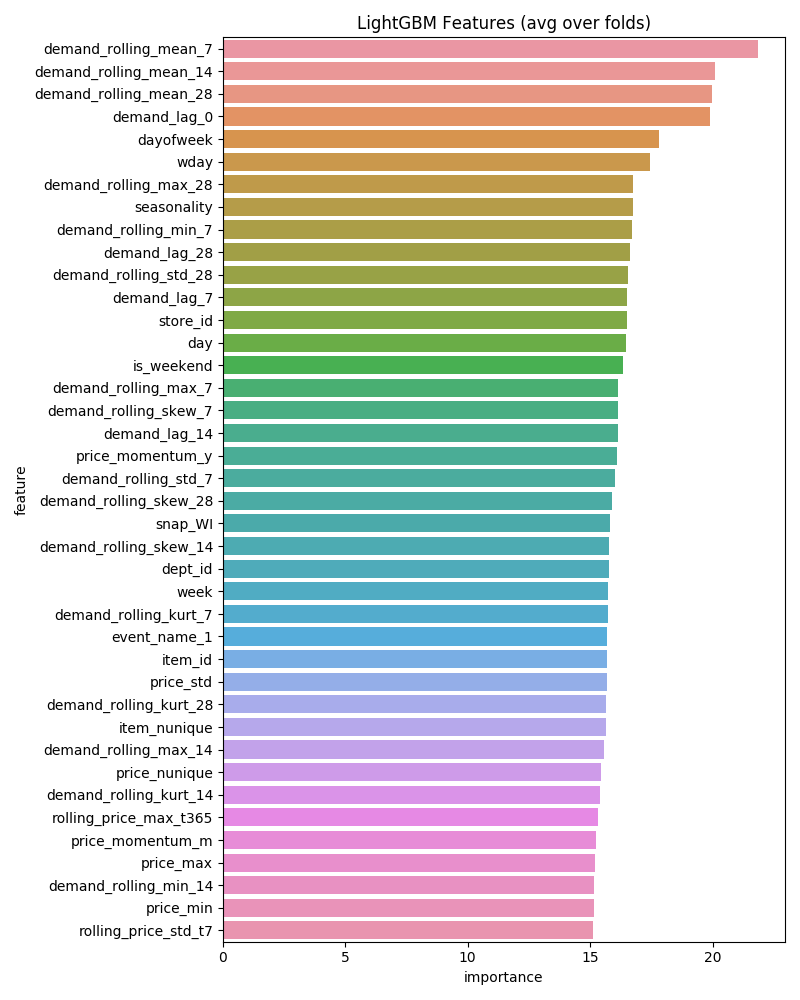 LightGBM Features (avg over folds)
demand_rolling_mean_7
demand_rolling_mean_14
demand_rolling_mean_28
demand_lag_0
dayofweek
wday
demand_rolling_max_28
seasonality
demand_rolling_min_7
demand_lag_28
demand_rolling_std_28
demand_lag_7
store_id
day
is_weekend
demand_rolling_max_7
demand_rolling_skew_7
demand_lag_14
price_momentum_y
demand_rolling_std_7
demand_rolling_skew_28
snap_WI
demand_rolling_skew_14
dept_id
week
demand_rolling_kurt_7
event_name_1
item_id
price_std
demand_rolling_kurt_28
item_nunique
demand_rolling_max_14
price_nunique
demand_rolling_kurt_14
rolling_price_max_t365
price_momentum_m
price_max
demand_rolling_min_14
price_min
rolling_price_std_t7
feature
0 5 10 15 20
importance